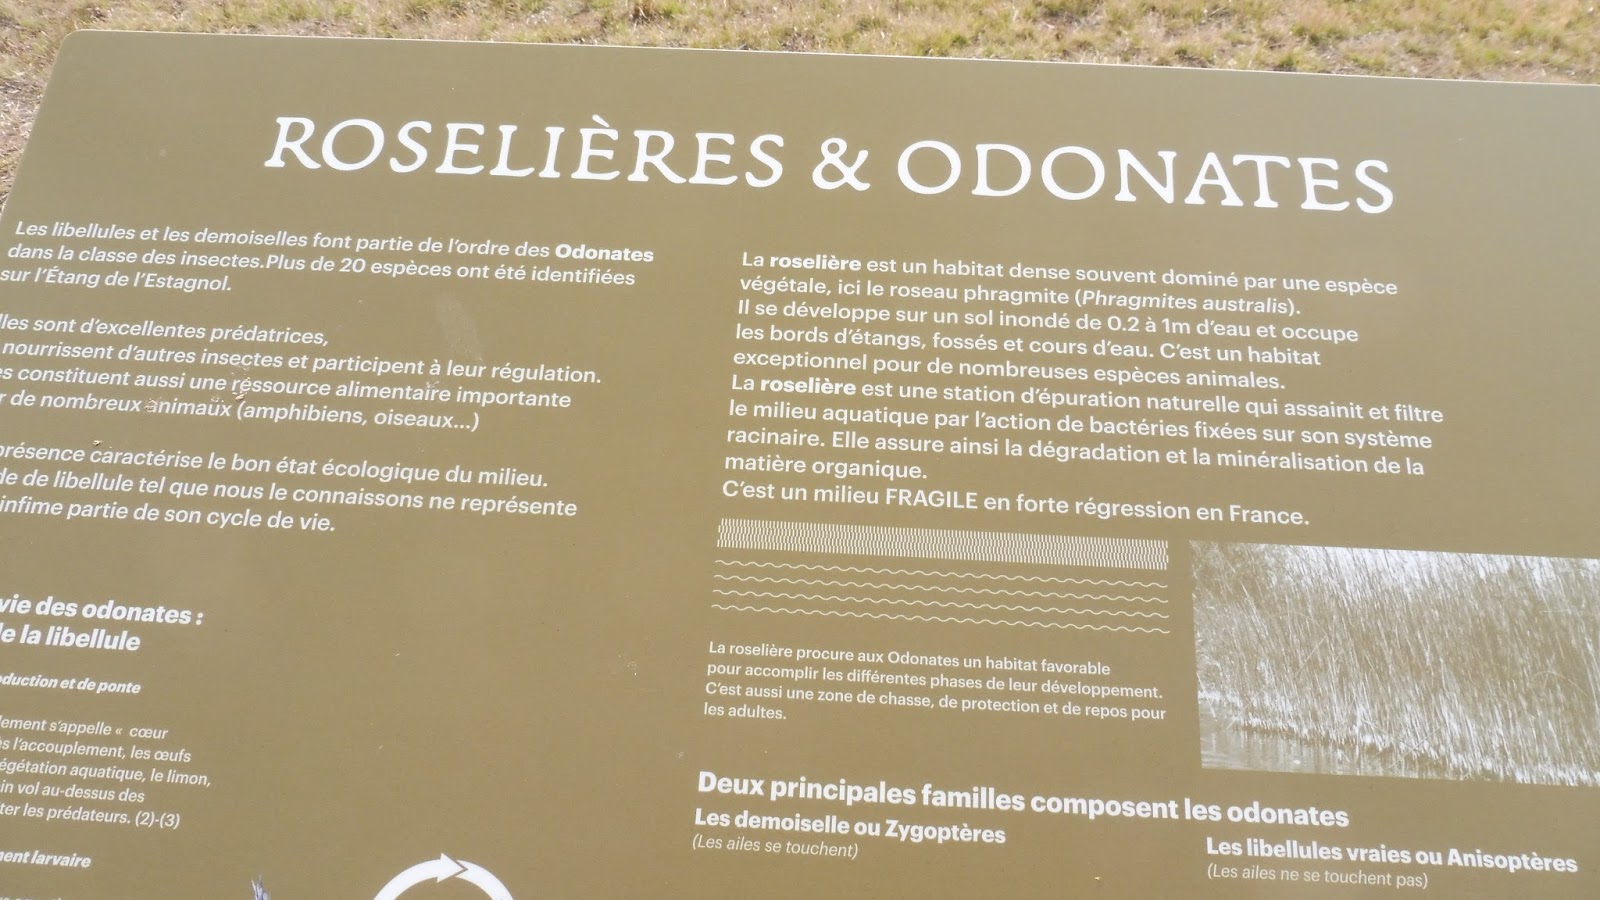 ROSELIÈRES & ODONATES
Les libellules et les demoiselles font partie de l'ordre des Odonates
dans la classe des insectes.Plus de 20 espèces ont été identifiées
sur l'Étang de l'Estagnol.
sont d'excellentes prédatrices,
nourrissent d'autres insectes et participent à leur régulation.
constituent aussi une ressource alimentaire importante
de nombreux animaux (amphibiens, oiseaux...)
présence caractérise le bon état écologique du milieu.
de libellule tel que nous le connaissons ne représente
infime partie de son cycle de vie.
vie des odonates :
de la libellule
et de ponte
s'appelle « cœur
l'accouplement, les œufs
végétation aquatique, le limon,
vol au-dessus des
les prédateurs. (2)-(3)
larvaire
La roselière est un habitat dense souvent dominé par une espèce
végétale, ici le roseau phragmite (Phragmites australis).
Il se développe sur un sol inondé de 0.2 à 1m d'eau et occupe
les bords d'étangs, fossés et cours d'eau. C'est un habitat
exceptionnel pour de nombreuses espèces animales.
La roselière est une station d'épuration naturelle qui assainit et filtre
le milieu aquatique par l'action de bactéries fixées sur son système
racinaire. Elle assure ainsi la dégradation et la minéralisation de la
matière organique.
C'est un milieu FRAGILE en forte régression en France.
La roselière procure aux Odonates un habitat favorable
pour accomplir les différentes phases de leur développement.
C'est aussi une zone de chasse, de protection et de repos pour
les adultes.
Deux principales familles composent les odonates
Les demoiselle ou Zygoptères
(Les ailes se touchent)
Les libellules vraies ou Anisoptères
(Les ailes ne se touchent pas)